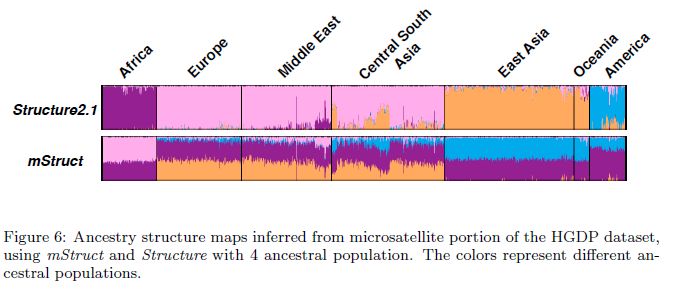 Africa
Europe
Middle East
Central South
Asia
East Asia
Oceania
America
Structure2.1
mStruct
Figure 6: Ancestry structure maps inferred from microsatellite portion of the HGDP dataset,
using mStruct and Structure with 4 ancestral population. The colors represent different an-
cestral populations.